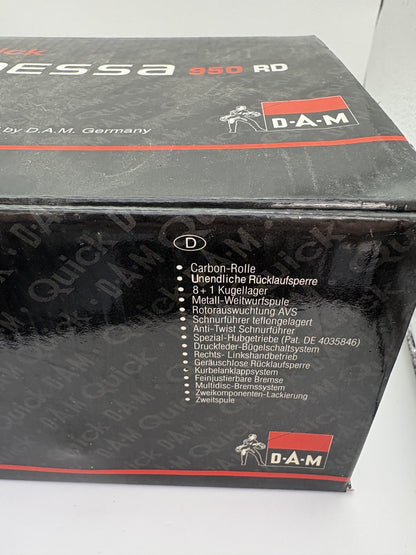 ick
essa 950 RD
by D.A.M. Germany
D·A·M
D
Carbon-Rolle
Unendliche Rücklaufsperre
8 + 1 Kugellager
Metall-Weitwurfspule
Rotorauswuchtung AVS
Schnurführer teflongelagert
Anti-Twist Schnurführer
Spezial-Hubgetriebe (Pat. DE 4035846)
Druckfeder-Bügelschaltsystem
Rechts- Linkshandbetrieb
Geräuschlose Rücklaufsperre
Kurbelanklappsystem
Feinjustierbare Bremse
Multidisc-Bremssystem
Zweikomponenten-Lackierung
Zweitspule
D·A·M